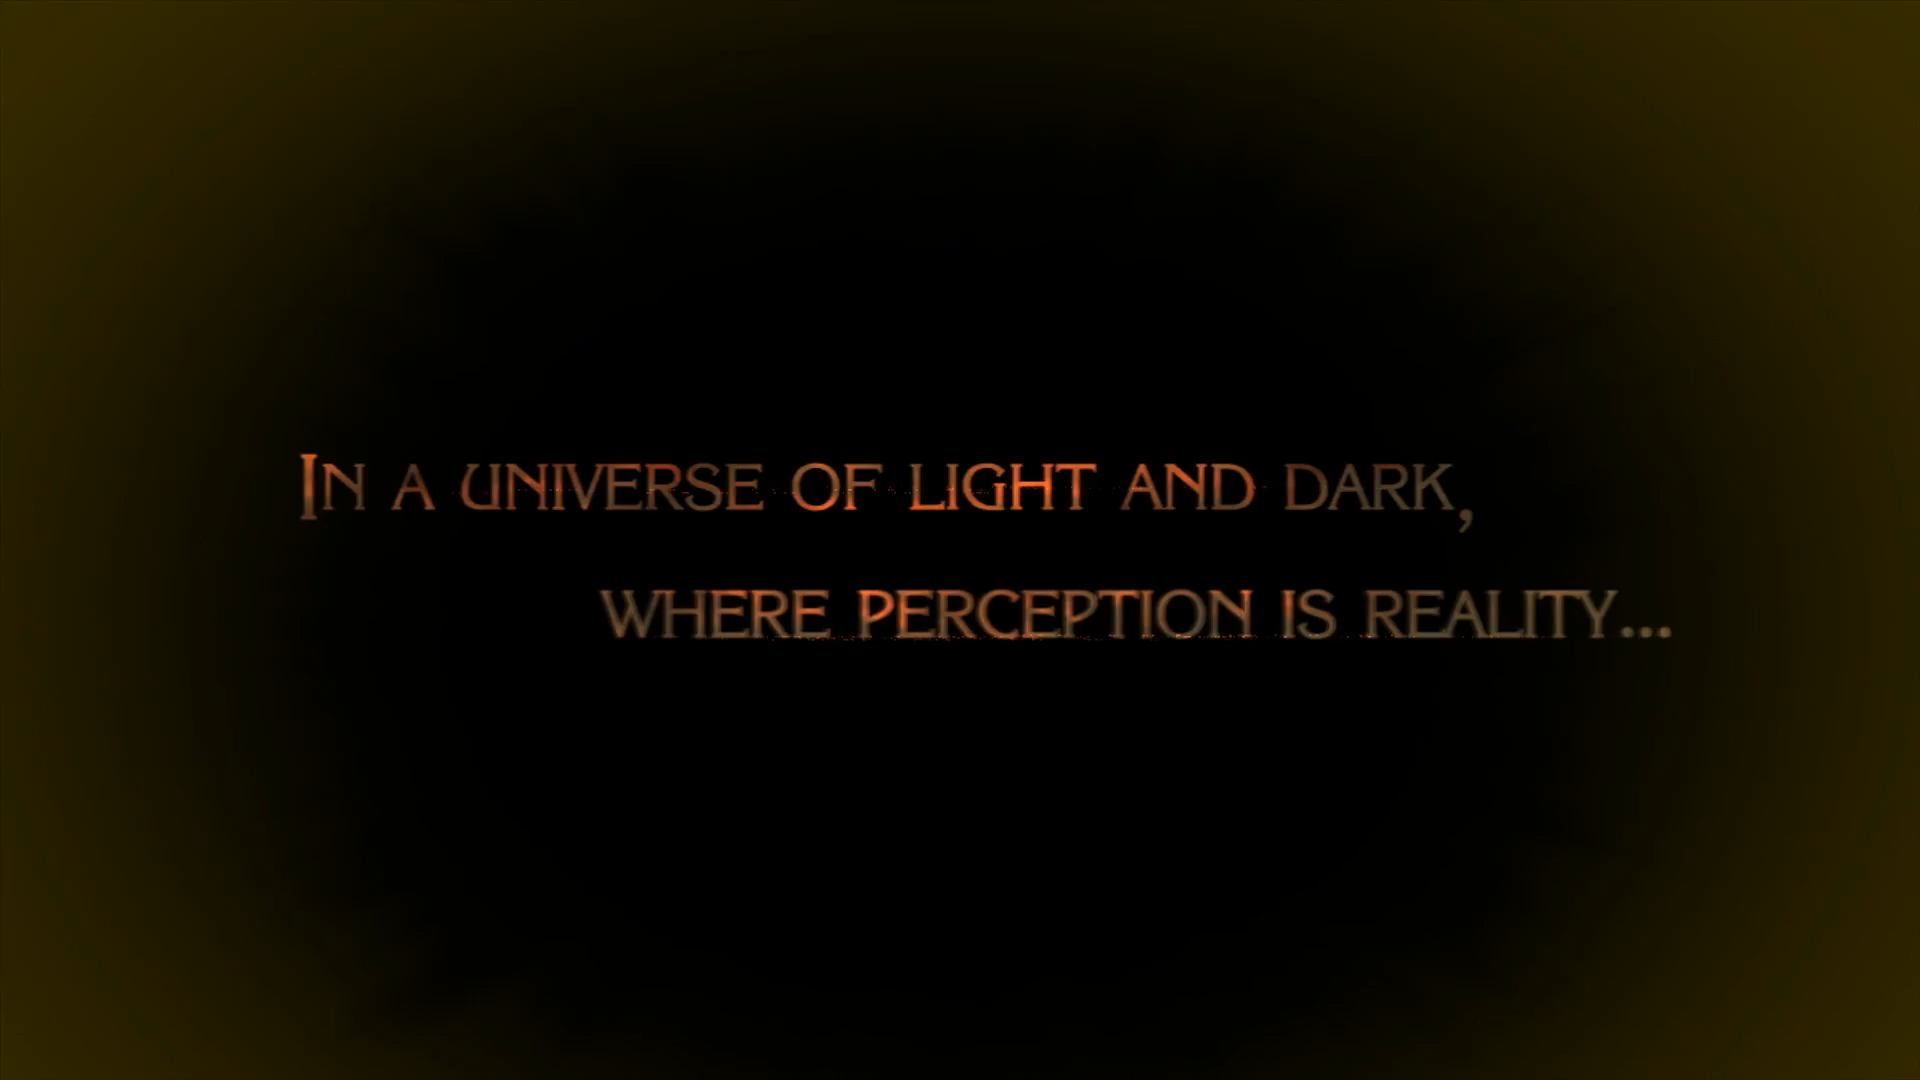 In a universe of light and dark,
where perception is reality...